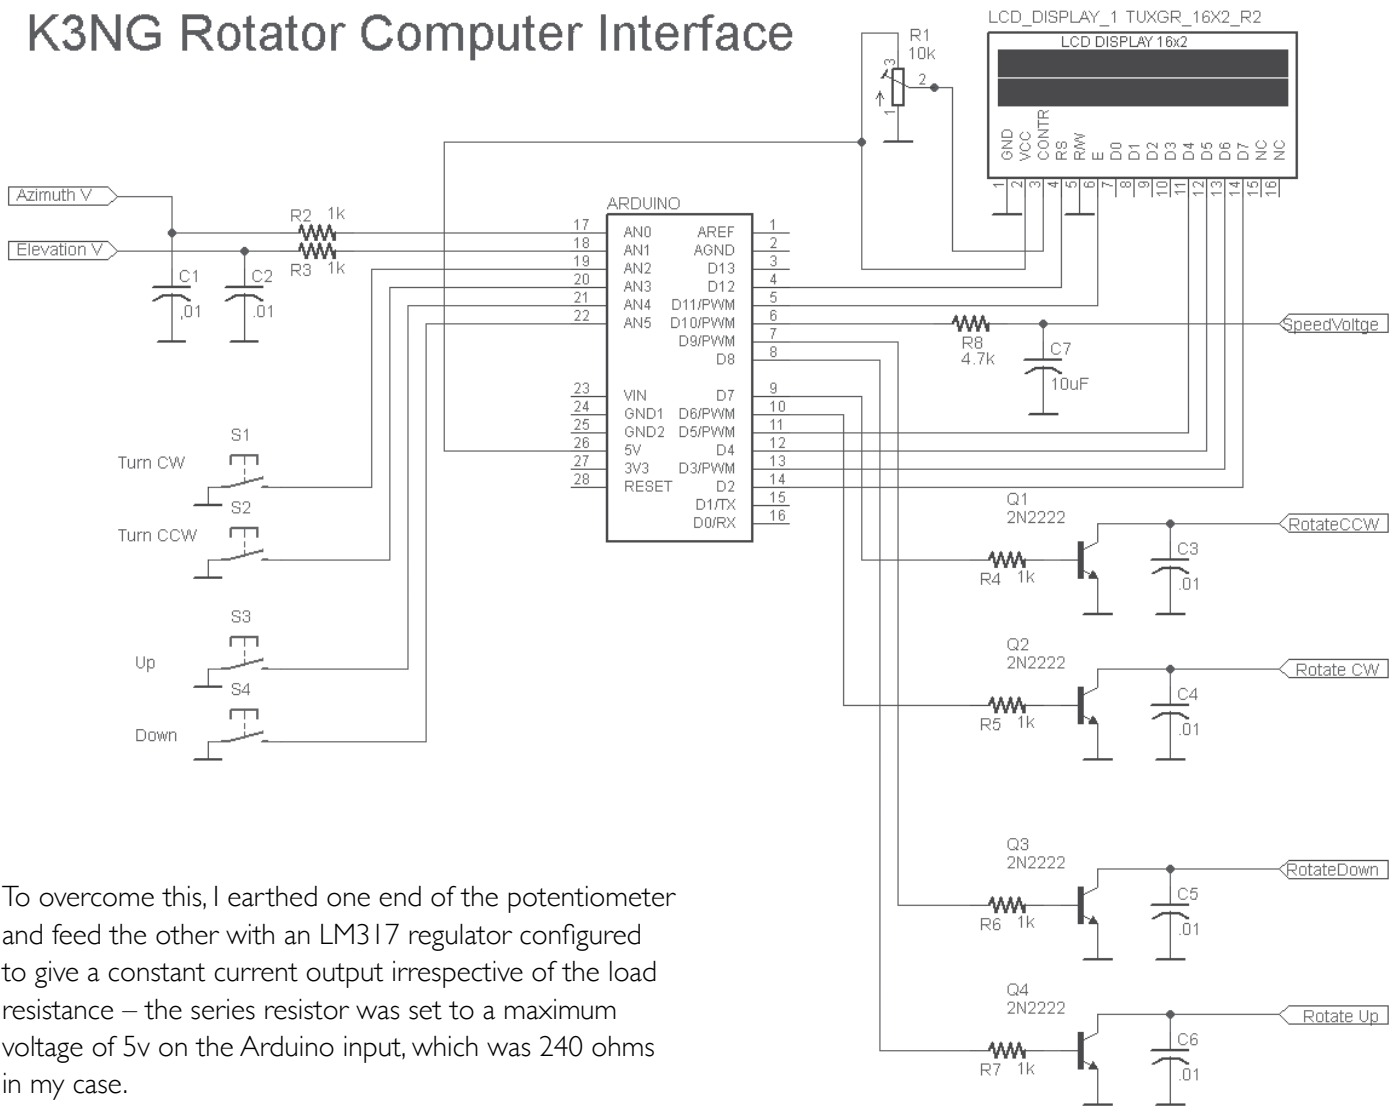 K3NG Rotator Computer Interface
LCD_DISPLAY_1 TUXGR_16X2_R2
LCD DISPLAY 16x2
R1
10k
3
2
1
GND
VCC
CONTR
RS
R/W
E
D0
D1
D2
D3
D4
D5
D6
D7
NC
NC
1
2
3
4
5
6
7
8
9
10
11
12
13
14
15
16
Azimuth V
Elevation V
R2 1k
R3 1k
C1
,01
C2
.01
ARDUINO
17 AN0 AREF 1
18 AN1 AGND 2
19 AN2 D13 3
20 AN3 D12 4
21 AN4 D11/PWM 5
22 AN5 D10/PWM 6
D9/PWM 7
D8 8
23 VIN D7 9
24 GND1 D6/PWM 10
25 GND2 D5/PWM 11
26 5V D4 12
27 3V3 D3/PWM 13
28 RESET D2 14
D1/TX 15
D0/RX 16
R8
4.7k
C7
10uF
SpeedVoltge
S1
Turn CW
S2
Turn CCW
S3
Up
S4
Down
Q1
2N2222
R4 1k
C3
.01
RotateCCW
Q2
2N2222
R5 1k
C4
.01
Rotate CW
Q3
2N2222
R6 1k
C5
.01
RotateDown
Q4
2N2222
R7 1k
C6
.01
Rotate Up
To overcome this, I earthed one end of the potentiometer
and feed the other with an LM317 regulator configured
to give a constant current output irrespective of the load
resistance – the series resistor was set to a maximum
voltage of 5v on the Arduino input, which was 240 ohms
in my case.